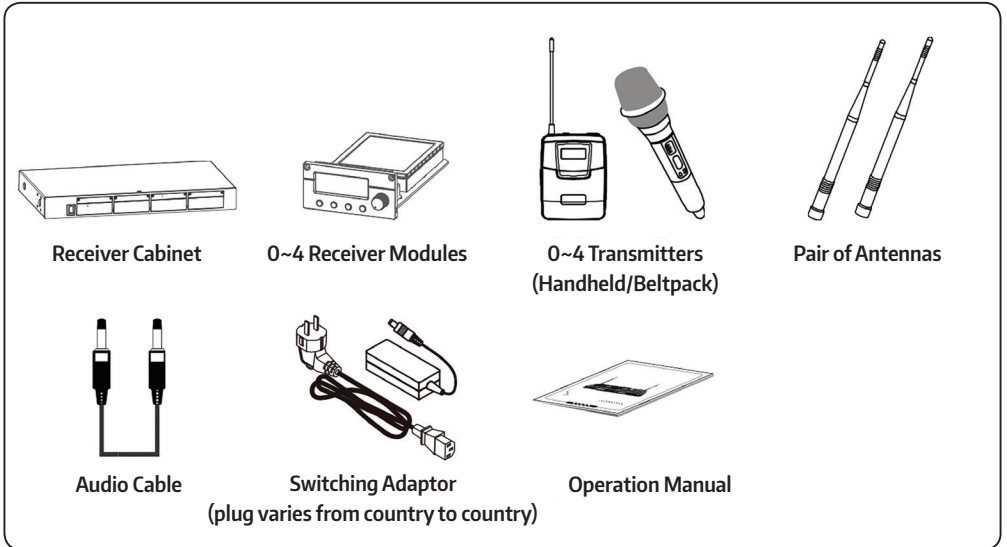 Receiver Cabinet
0~4 Receiver Modules
0~4 Transmitters
(Handheld/Beltpack)
Pair of Antennas
Audio Cable
Switching Adaptor
(plug varies from country to country)
Operation Manual